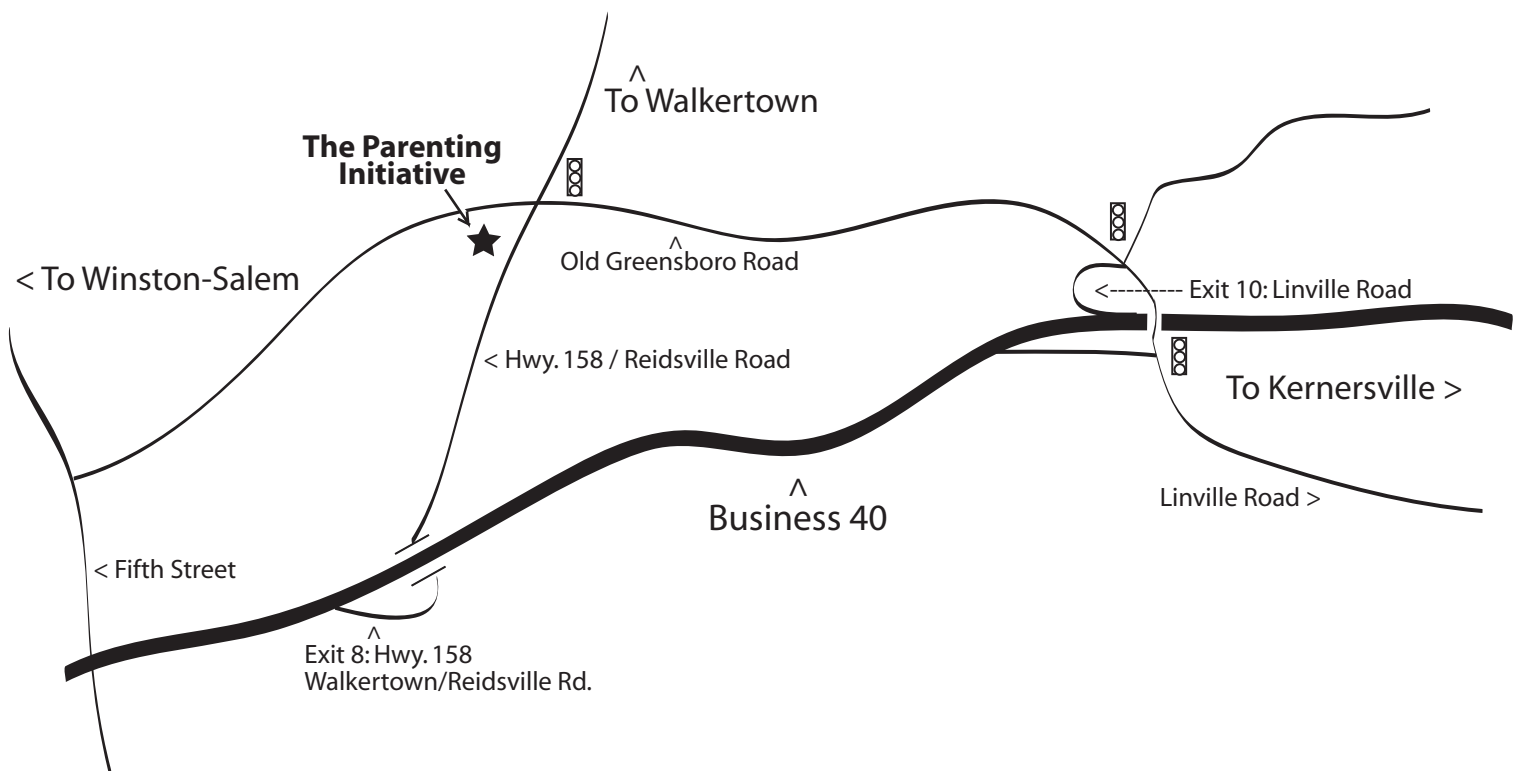 ^
To Walkertown
The Parenting
Initiative
< To Winston-Salem
^
Old Greensboro Road
<--------- Exit 10: Linville Road
< Hwy. 158 / Reidsville Road
To Kernersville >
^
Business 40
Linville Road >
< Fifth Street
^
Exit 8: Hwy. 158
Walkertown/Reidsville Rd.